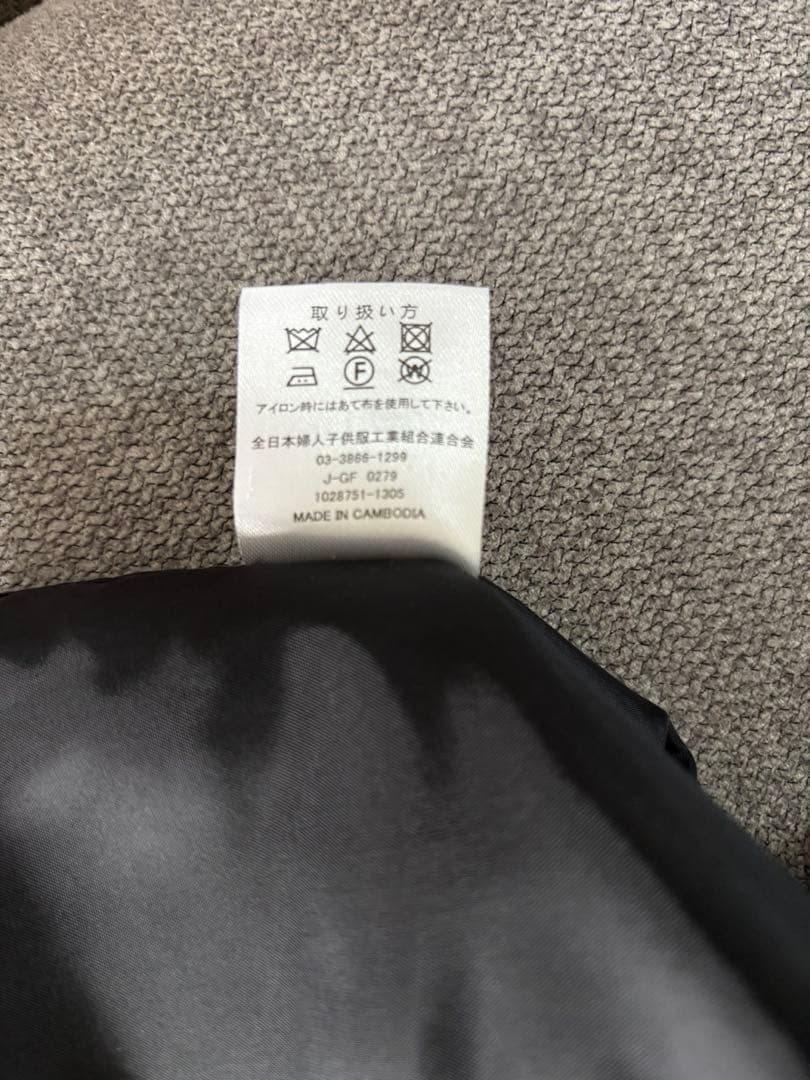 取り扱い方
F W
アイロン時にはあて布を使用して下さい。
全日本婦人子供服工業組合連合会
03-3866-1299
J-GF 0279
1028751-1305
MADE IN CAMBODIA